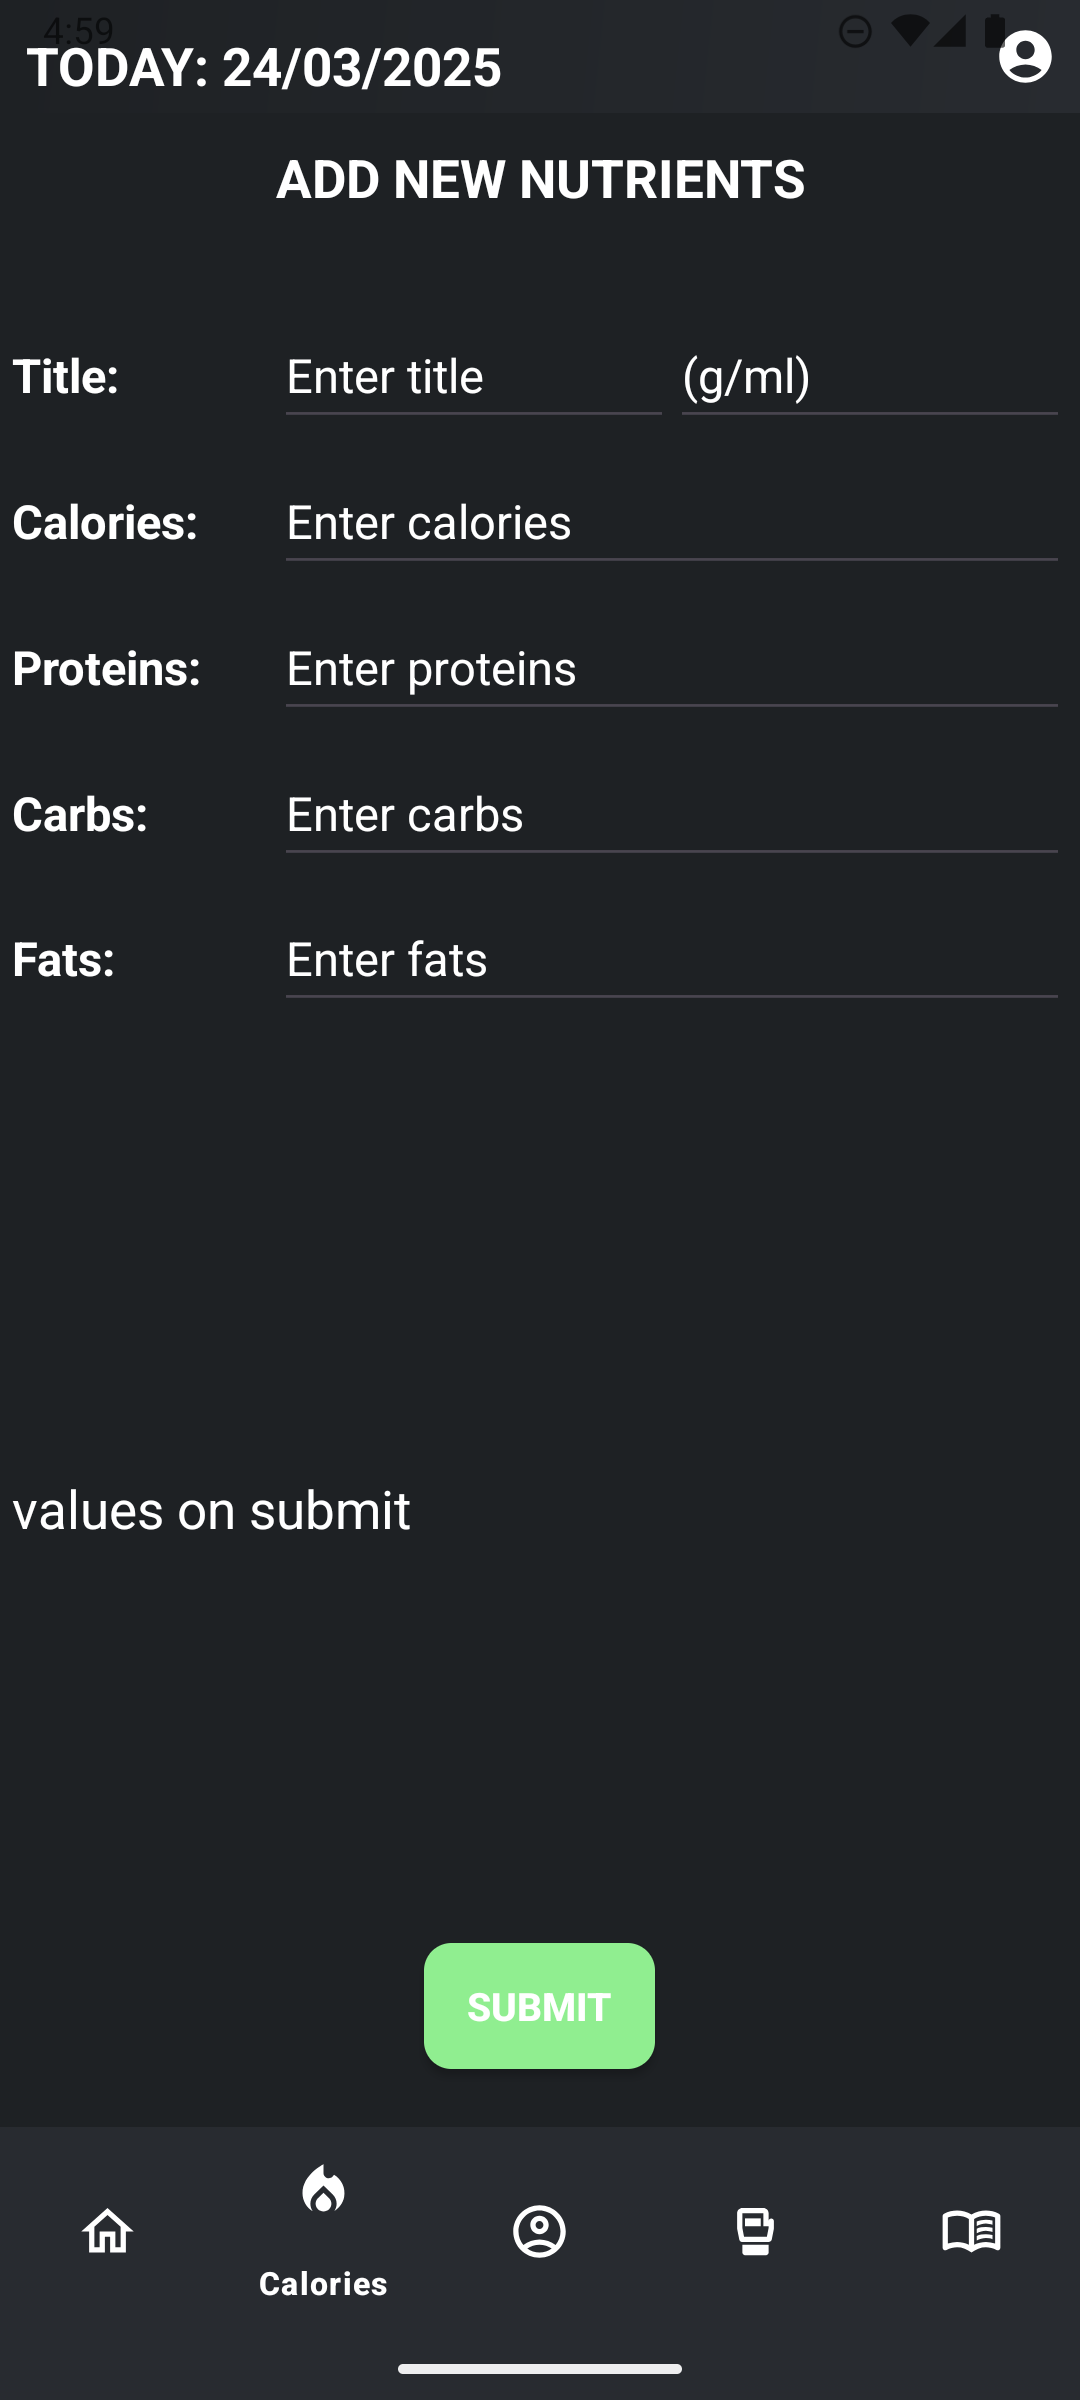 4:59
TODAY: 24/03/2025
ADD NEW NUTRIENTS
Title: Enter title (g/ml)
Calories: Enter calories
Proteins: Enter proteins
Carbs: Enter carbs
Fats: Enter fats
values on submit
SUBMIT
Calories